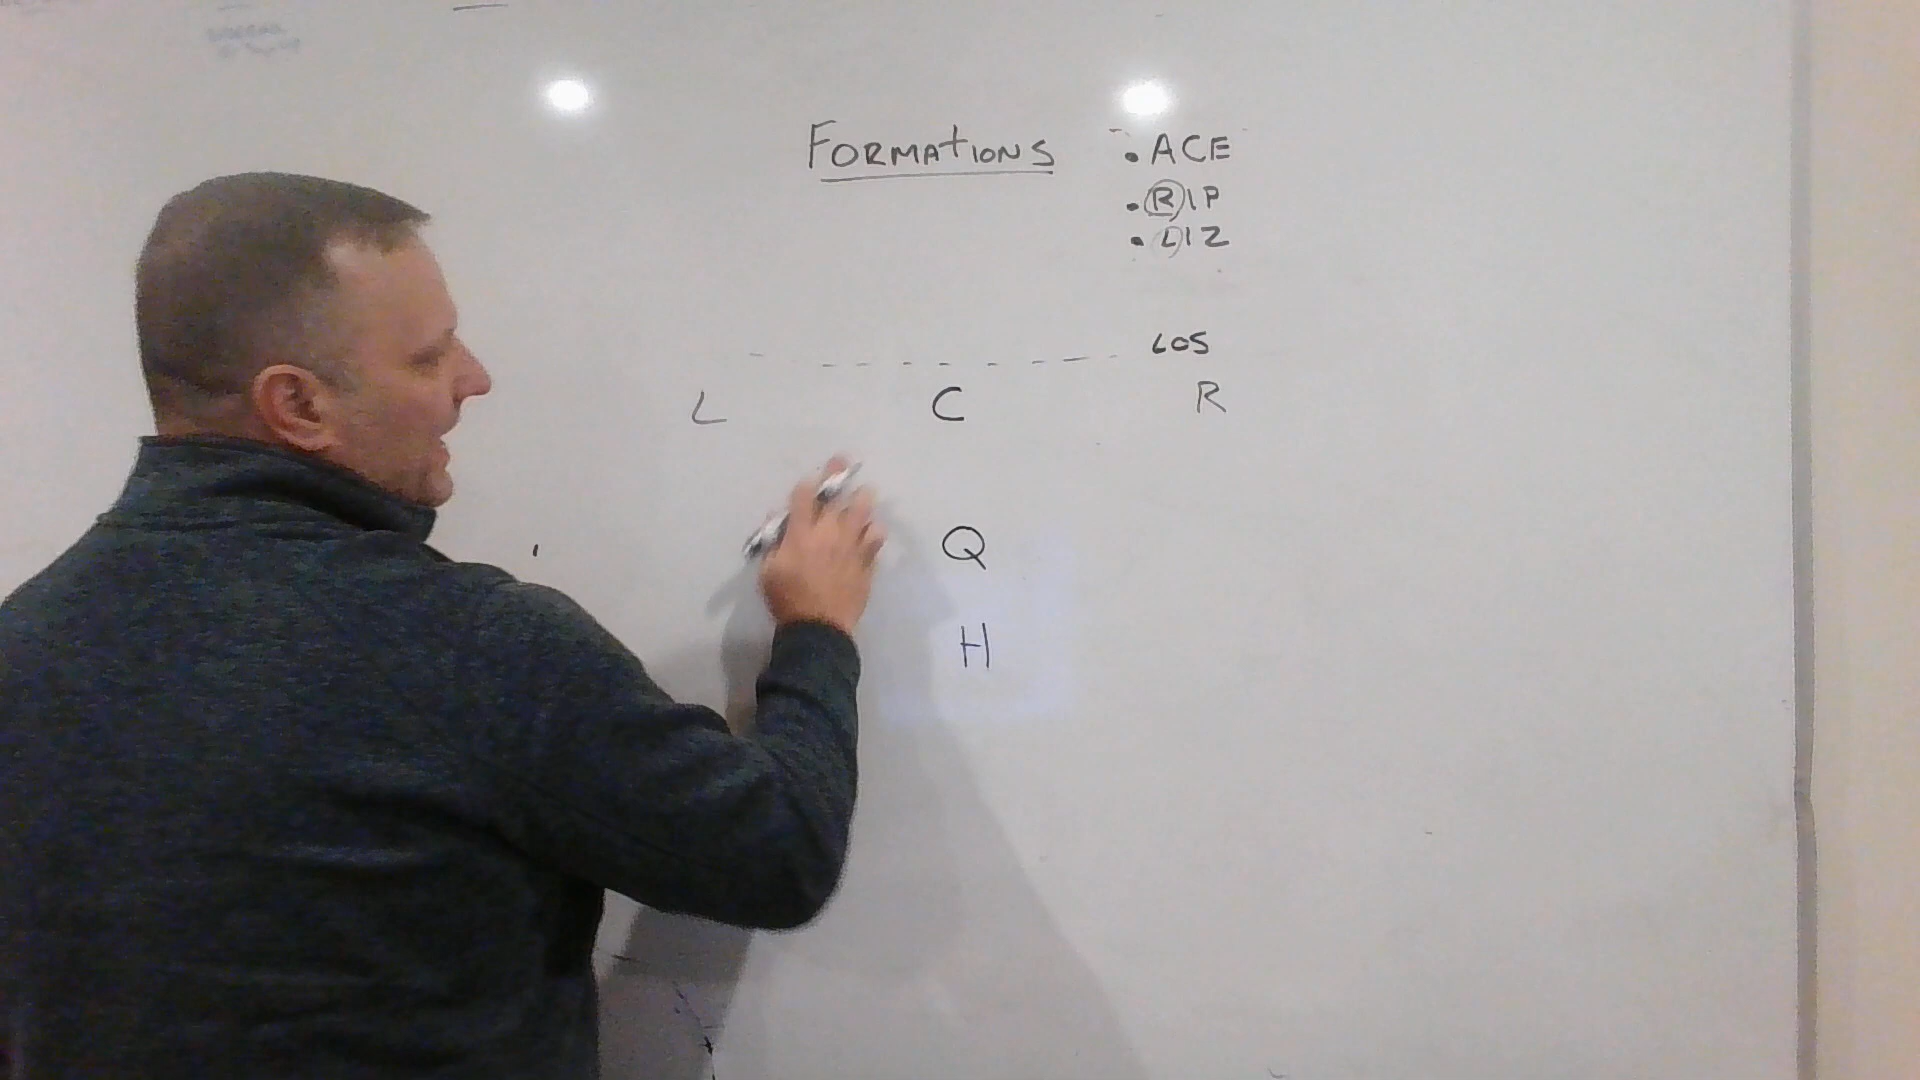 FORMATIONS
• ACE
• RIP
• LIZ
LOS
L C R
Q
H